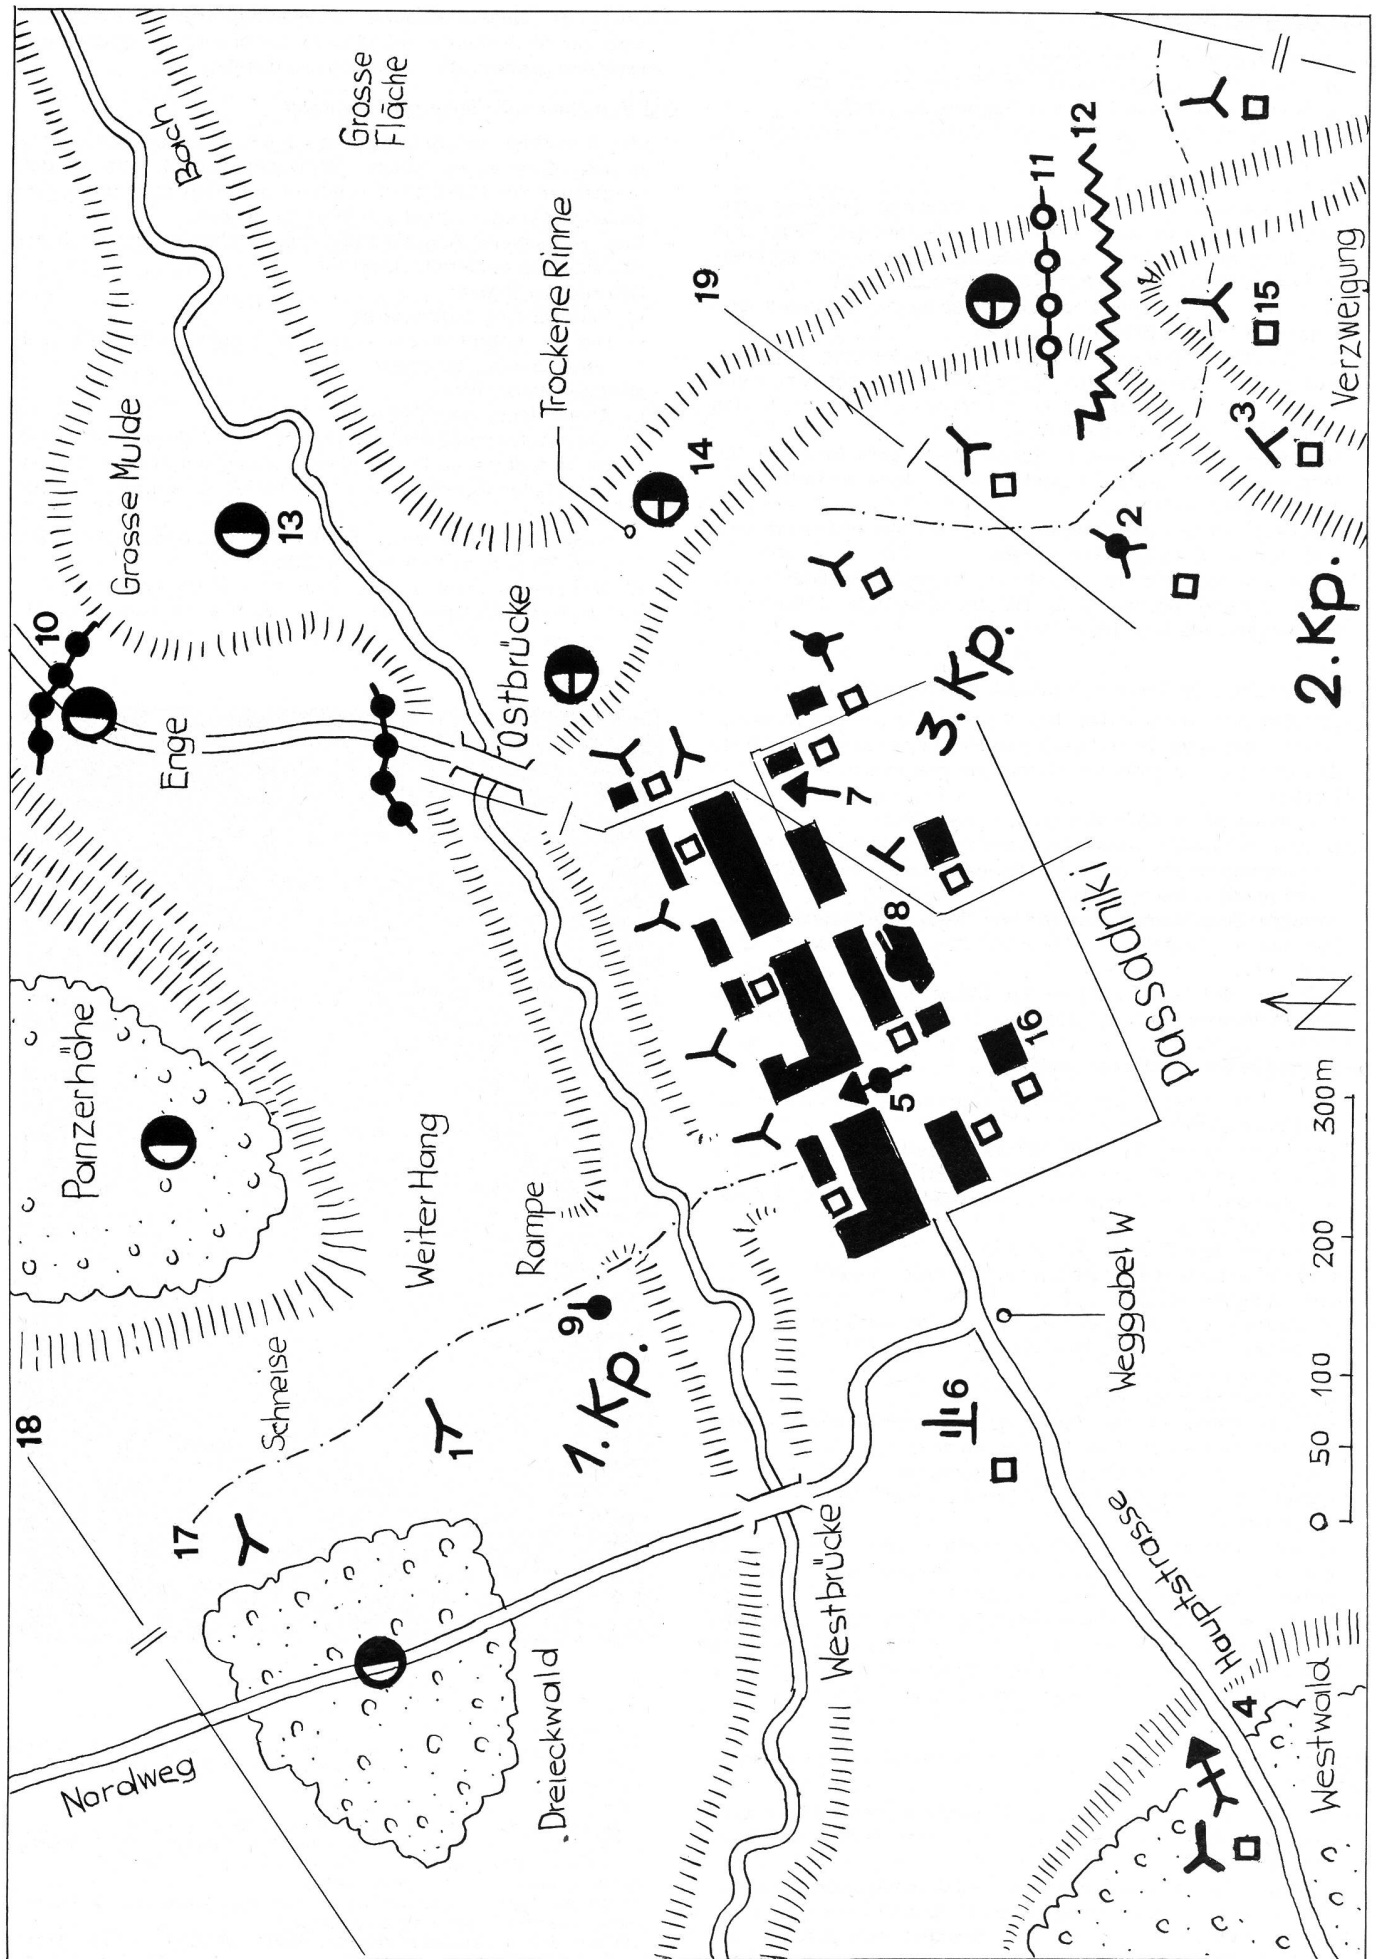 18
10
Panzerhöhe
Nordweg
Grosse Mulde
Enge
Bach
17
Schneise
13
Grosse
Fläche
Weiter Hang
1
Ostbrücke
Rampe
Dreieckwald
Trockene Rinne
9
1. Kp.
14
19
Westbrücke
7
8
5
6
3. Kp.
16
11
12
Passadniki
Weggabel W
2
Hauptstrasse
4
3
15
2. Kp.
Westwald
0 50 100 200 300m
N
Verzweigung